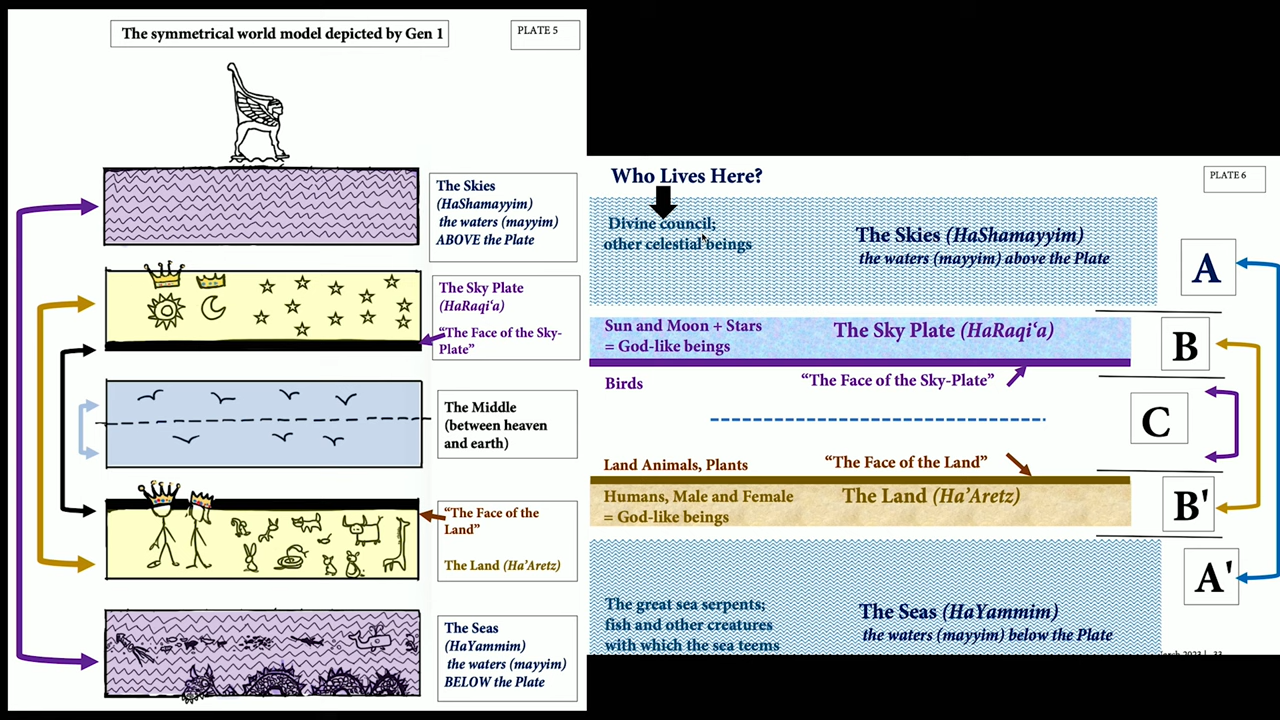 The symmetrical world model depicted by Gen 1
PLATE 5
The Skies
(HaShamayyim)
the waters (mayyim)
ABOVE the Plate
The Sky Plate
(HaRaqi‘a)
“The Face of the Sky-
Plate”
The Middle
(between heaven
and earth)
“The Face of the
Land”
The Land (Ha’Aretz)
The Seas
(HaYammim)
the waters (mayyim)
BELOW the Plate
Who Lives Here?
PLATE 6
Divine council;
other celestial beings
The Skies (HaShamayyim)
the waters (mayyim) above the Plate
A
Sun and Moon + Stars
= God-like beings
The Sky Plate (HaRaqi‘a)
B
“The Face of the Sky-Plate”
Birds
C
Land Animals, Plants
“The Face of the Land”
Humans, Male and Female
= God-like beings
The Land (Ha’Aretz)
B'
A'
The great sea serpents;
fish and other creatures
with which the sea teems
The Seas (HaYammim)
the waters (mayyim) below the Plate
2023 | 33